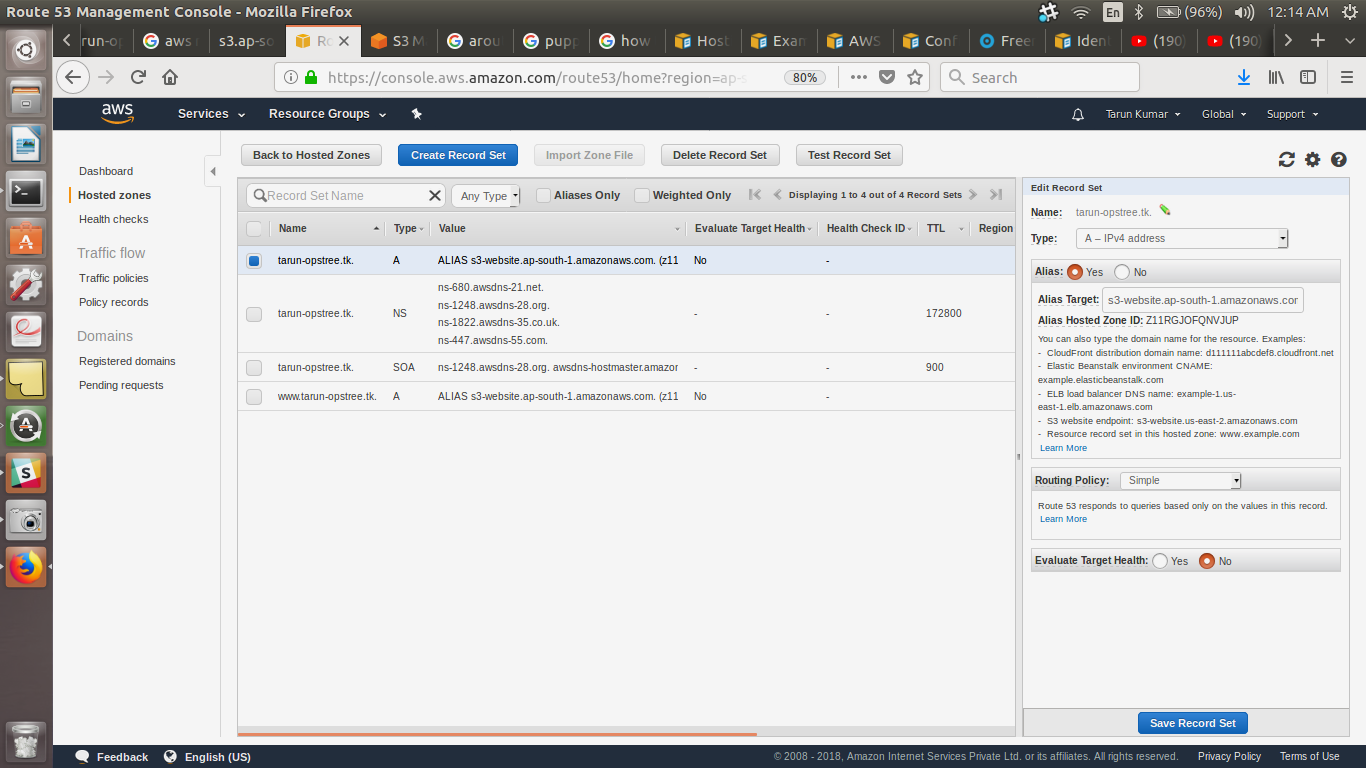 Route 53 Management Console - Mozilla Firefox
En
(96%)
12:14 AM
aws
s3.ap-so
Ro
S3 M
arou
pupp
how
Host
Exam
AWS
Conf
Freen
Ident
(190)
(190)
https://console.aws.amazon.com/route53/home?region=ap-s
80%
Search
aws
Services
Resource Groups
Tarun Kumar
Global
Support
Dashboard
Hosted zones
Health checks
Traffic flow
Traffic policies
Policy records
Domains
Registered domains
Pending requests
Back to Hosted Zones
Create Record Set
Import Zone File
Delete Record Set
Test Record Set
Record Set Name
Any Type
Aliases Only
Weighted Only
Displaying 1 to 4 out of 4 Record Sets
Name
Type
Value
Evaluate Target Health
Health Check ID
TTL
Region
tarun-opstree.tk. A ALIAS s3-website.ap-south-1.amazonaws.com. (z11 No -
tarun-opstree.tk. NS
ns-680.awsdns-21.net.
ns-1248.awsdns-28.org.
ns-1822.awsdns-35.co.uk.
ns-447.awsdns-55.com.
- - 172800
tarun-opstree.tk. SOA ns-1248.awsdns-28.org. awsdns-hostmaster.amazor - - 900
www.tarun-opstree.tk. A ALIAS s3-website.ap-south-1.amazonaws.com. (z11 No -
Edit Record Set
Name: tarun-opstree.tk.
Type: A – IPv4 address
Alias: Yes No
Alias Target: s3-website.ap-south-1.amazonaws.cor
Alias Hosted Zone ID: Z11RGJOFQNVJUP
You can also type the domain name for the resource. Examples:
- CloudFront distribution domain name: d111111abcdef8.cloudfront.net
- Elastic Beanstalk environment CNAME:
example.elasticbeanstalk.com
- ELB load balancer DNS name: example-1.us-
east-1.elb.amazonaws.com
- S3 website endpoint: s3-website.us-east-2.amazonaws.com
- Resource record set in this hosted zone: www.example.com
Learn More
Routing Policy: Simple
Route 53 responds to queries based only on the values in this record.
Learn More
Evaluate Target Health: Yes No
Save Record Set
Feedback
English (US)
© 2008 - 2018, Amazon Internet Services Private Ltd. or its affiliates. All rights reserved.
Privacy Policy
Terms of Use